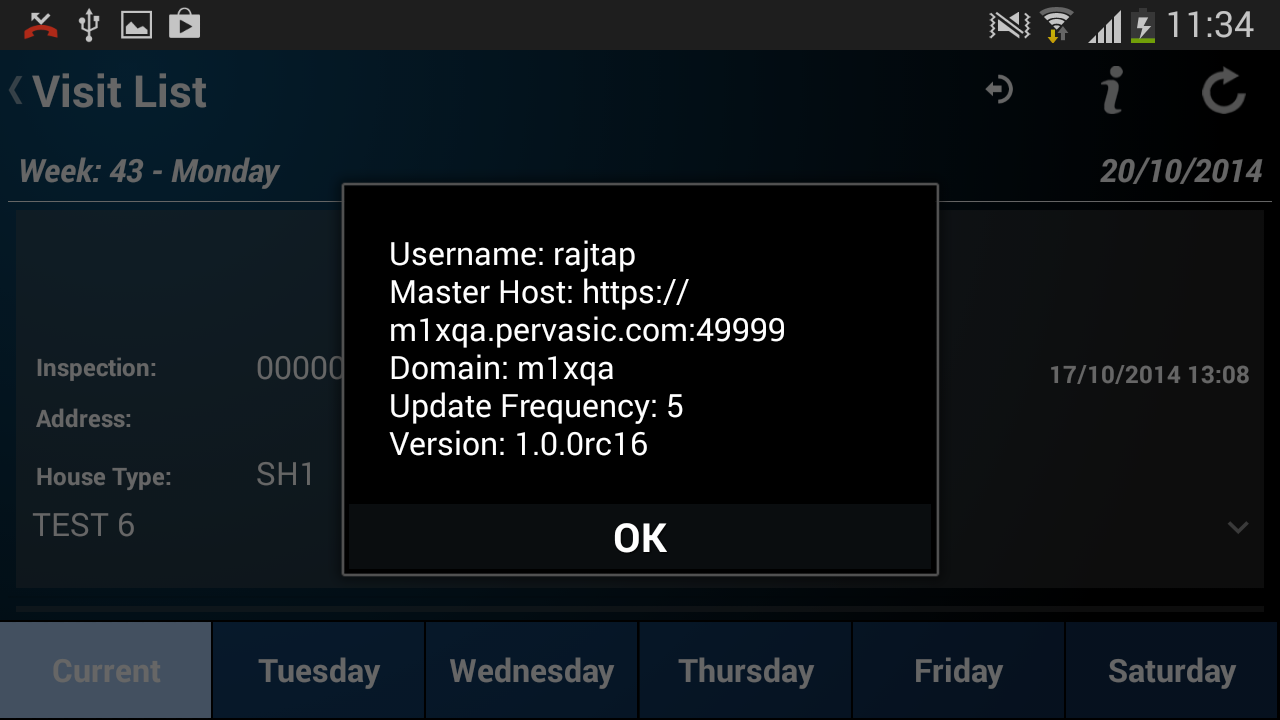 11:34
Visit List
Week: 43 - Monday
20/10/2014
Username: rajtap
Master Host: https://
m1xqa.pervasic.com:49999
Domain: m1xqa
Update Frequency: 5
Version: 1.0.0rc16
OK
Inspection: 00000
17/10/2014 13:08
Address:
House Type: SH1
TEST 6
Current Tuesday Wednesday Thursday Friday Saturday